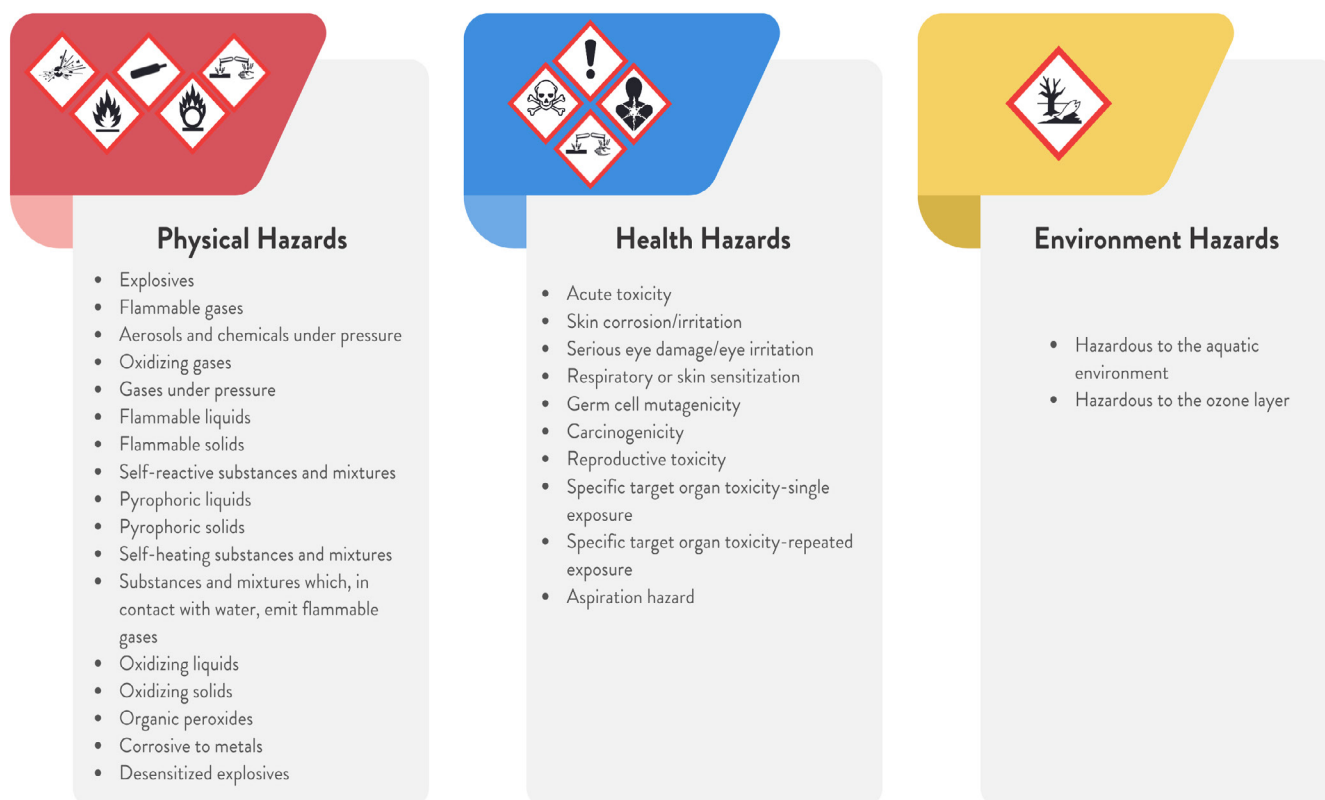 Physical Hazards
Explosives
Flammable gases
Aerosols and chemicals under pressure
Oxidizing gases
Gases under pressure
Flammable liquids
Flammable solids
Self-reactive substances and mixtures
Pyrophoric liquids
Pyrophoric solids
Self-heating substances and mixtures
Substances and mixtures which, in
contact with water, emit flammable
gases
Oxidizing liquids
Oxidizing solids
Organic peroxides
Corrosive to metals
Desensitized explosives
Health Hazards
Acute toxicity
Skin corrosion/irritation
Serious eye damage/eye irritation
Respiratory or skin sensitization
Germ cell mutagenicity
Carcinogenicity
Reproductive toxicity
Specific target organ toxicity-single
exposure
Specific target organ toxicity-repeated
exposure
Aspiration hazard
Environment Hazards
Hazardous to the aquatic
environment
Hazardous to the ozone layer